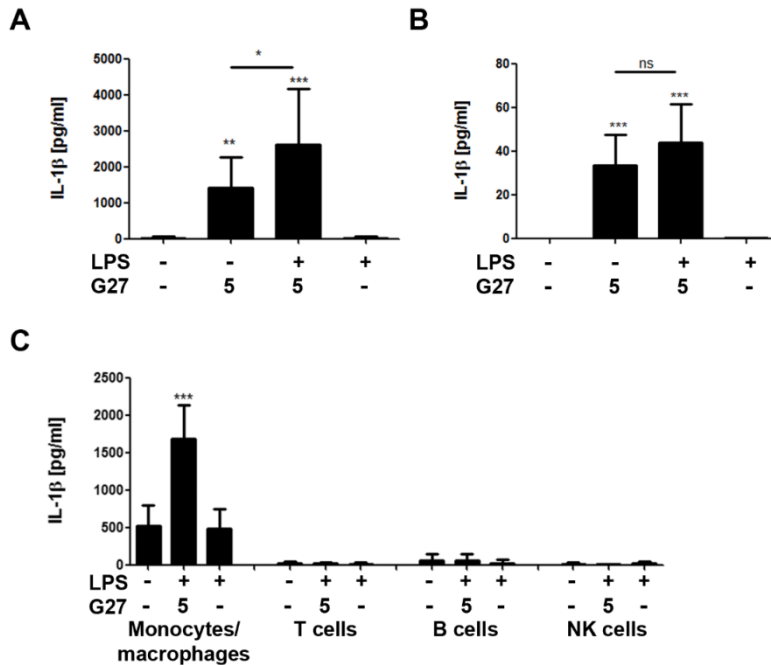 A
IL-1β [pg/ml]
5000
4000
3000
2000
1000
0
*
**
***
LPS - - + +
G27 - 5 5 -
B
IL-1β [pg/ml]
80
60
40
20
0
ns
***
***
LPS - - + +
G27 - 5 5 -
C
IL-1β [pg/ml]
2500
2000
1500
1000
500
0
***
LPS - + + - + + - + + - + +
G27 - 5 - - 5 - - 5 - - 5 -
Monocytes/ T cells B cells NK cells
macrophages